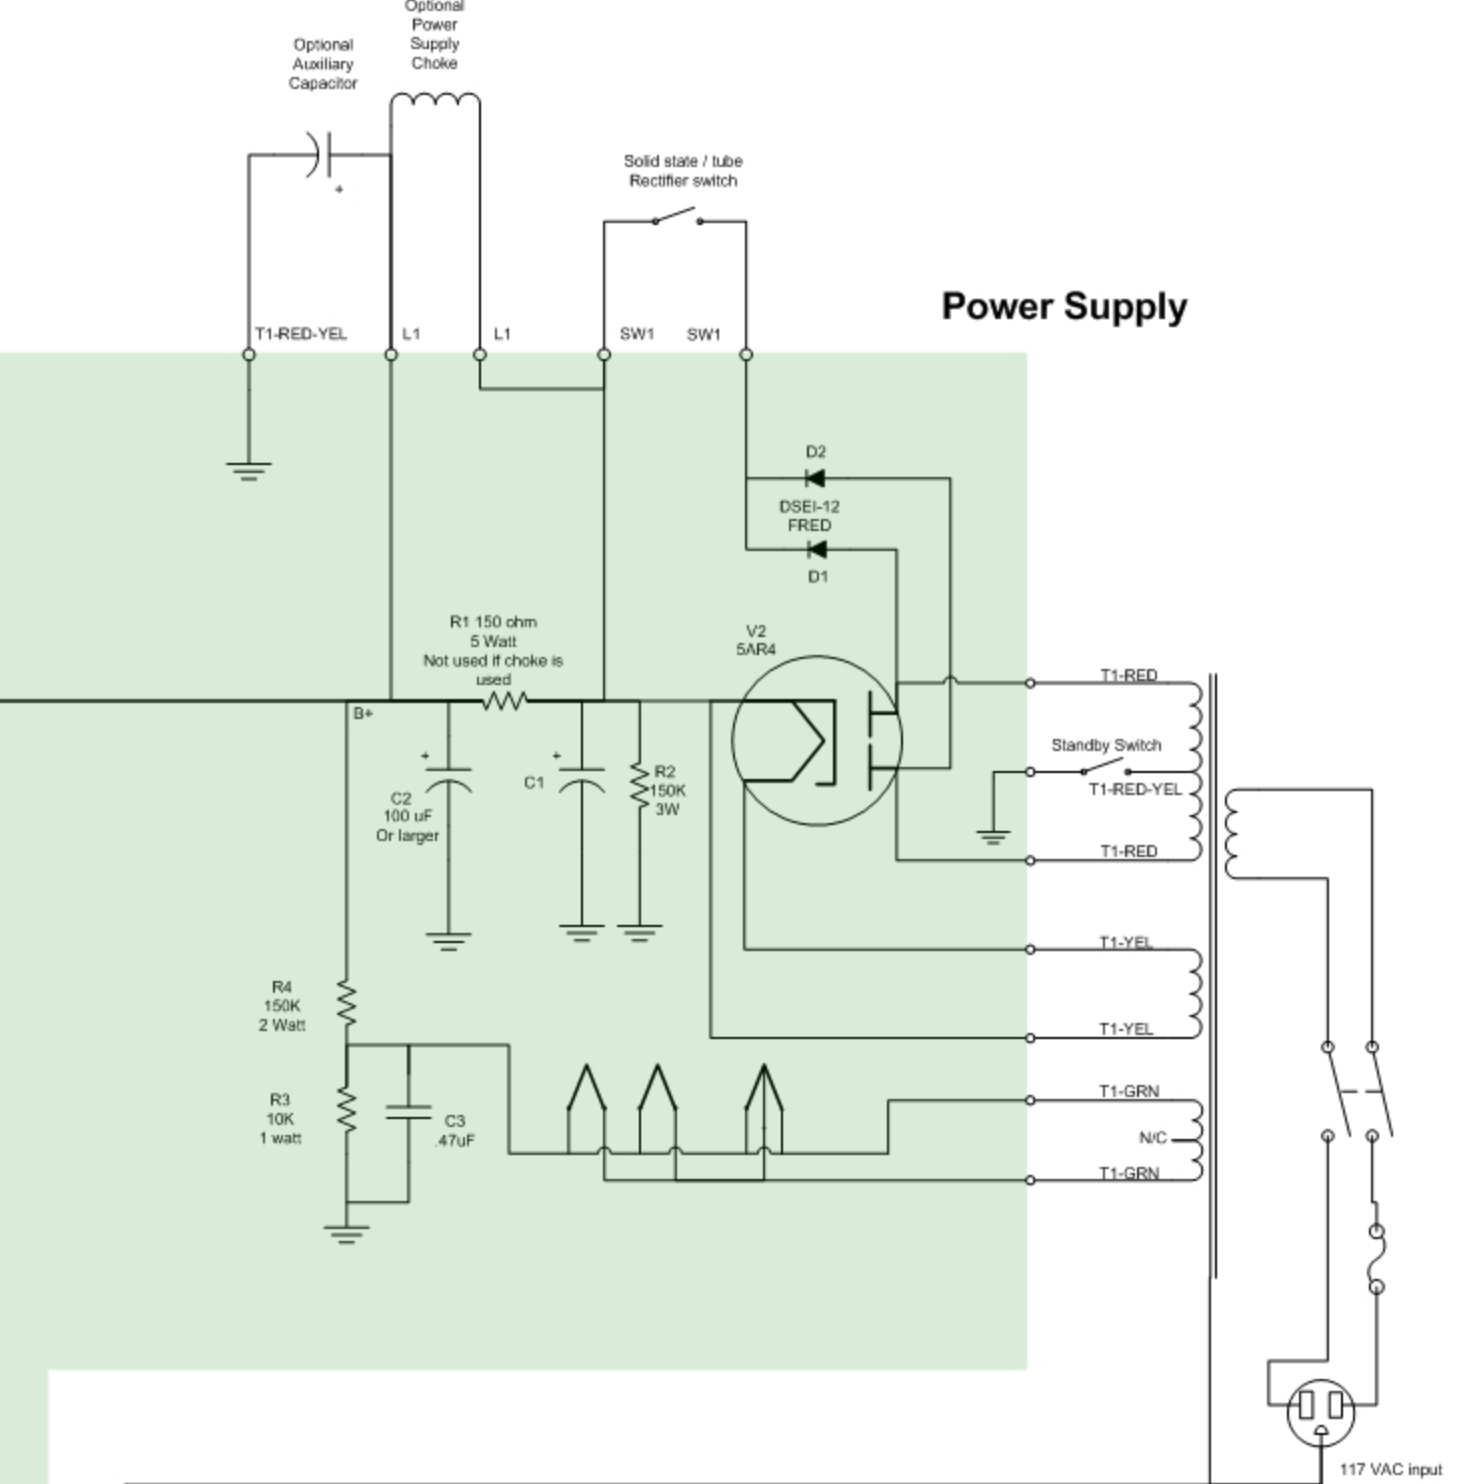 Optional
Power
Supply
Choke
Optional
Auxiliary
Capacitor
+
Solid state / tube
Rectifier switch
Power Supply
T1-RED-YEL
L1
L1
SW1
SW1
D2
DSEI-12
FRED
D1
R1 150 ohm
5 Watt
Not used if choke is
used
V2
5AR4
B+
+
C2
100 uF
Or larger
+
C1
R2
150K
3W
T1-RED
Standby Switch
T1-RED-YEL
T1-RED
T1-YEL
T1-YEL
R4
150K
2 Watt
R3
10K
1 watt
C3
.47uF
T1-GRN
N/C
T1-GRN
117 VAC input